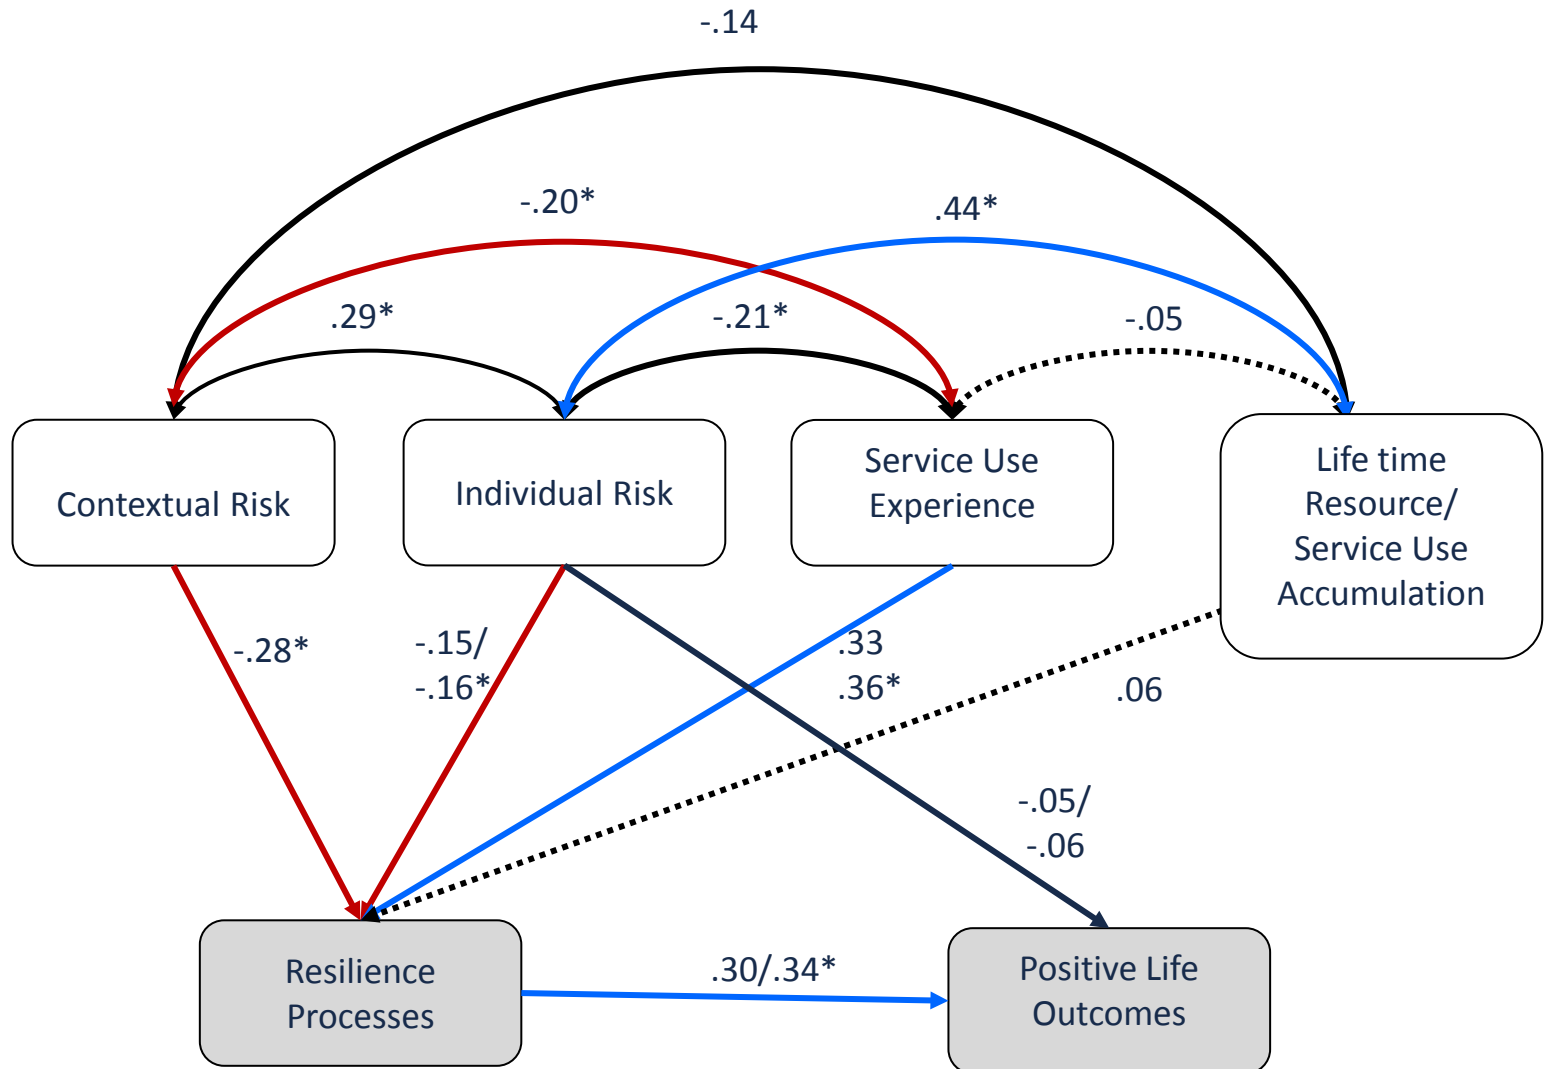 -.14
-.20*
.44*
.29*
-.21*
-.05
Contextual Risk
Individual Risk
Service Use
Experience
Life time
Resource/
Service Use
Accumulation
-.28*
-.15/
-.16*
.33
.36*
.06
-.05/
-.06
Resilience
Processes
.30/.34*
Positive Life
Outcomes